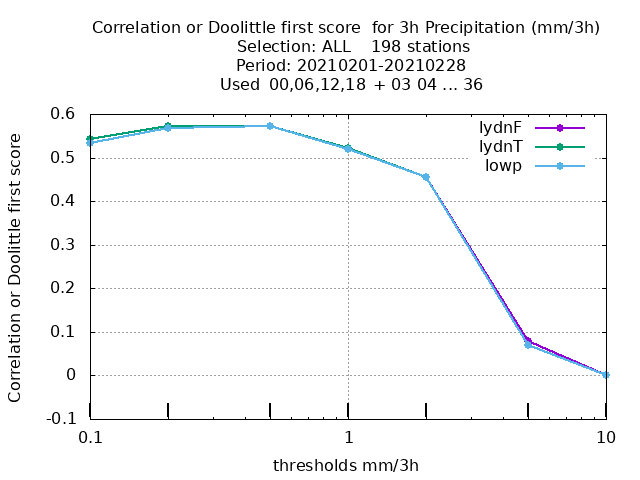 Correlation or Doolittle first score  for 3h Precipitation (mm/3h)
Selection: ALL    198 stations
Period: 20210201-20210228
Used  00,06,12,18  + 03 04 ... 36
lydnF
lydnT
lowp
Correlation or Doolittle first score
0.6
0.5
0.4
0.3
0.2
0.1
0
-0.1
0.1
1
10
thresholds mm/3h